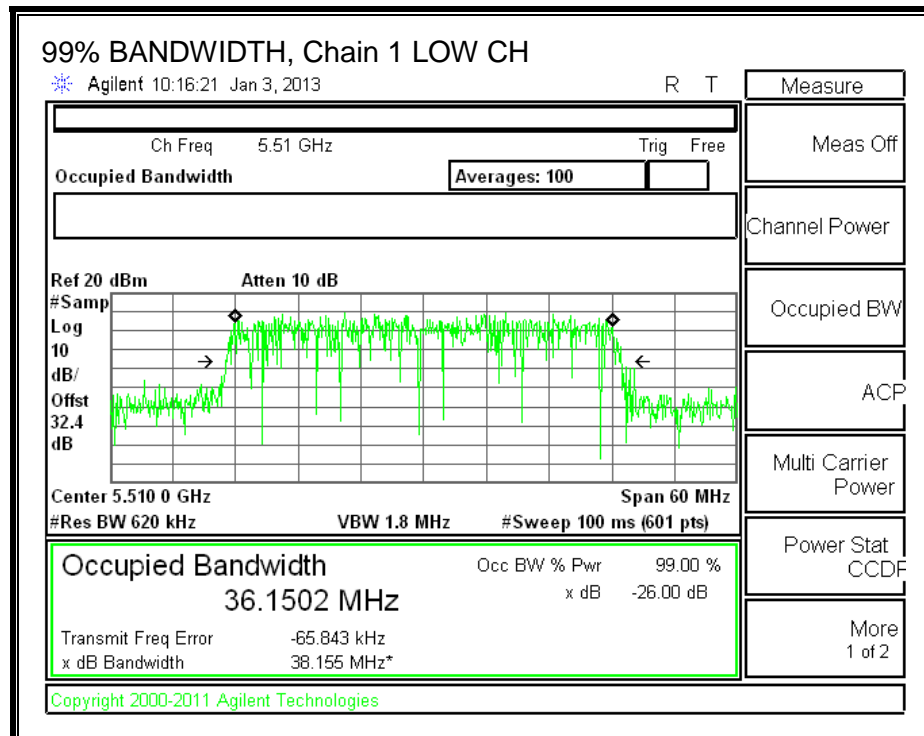 99% BANDWIDTH, Chain 1 LOW CH
Agilent 10:16:21 Jan 3, 2013 R T
Measure
Ch Freq 5.51 GHz Trig Free
Occupied Bandwidth Averages: 100
Ref 20 dBm Atten 10 dB
#Samp
Log
10
dB/
Offst
32.4
dB
Center 5.510 0 GHz Span 60 MHz
#Res BW 620 kHz VBW 1.8 MHz #Sweep 100 ms (601 pts)
Occupied Bandwidth Occ BW % Pwr 99.00 %
36.1502 MHz x dB -26.00 dB
Transmit Freq Error -65.843 kHz
x dB Bandwidth 38.155 MHz*
Copyright 2000-2011 Agilent Technologies
Meas Off
Channel Power
Occupied BW
ACP
Multi Carrier
Power
Power Stat
CCDF
More
1 of 2